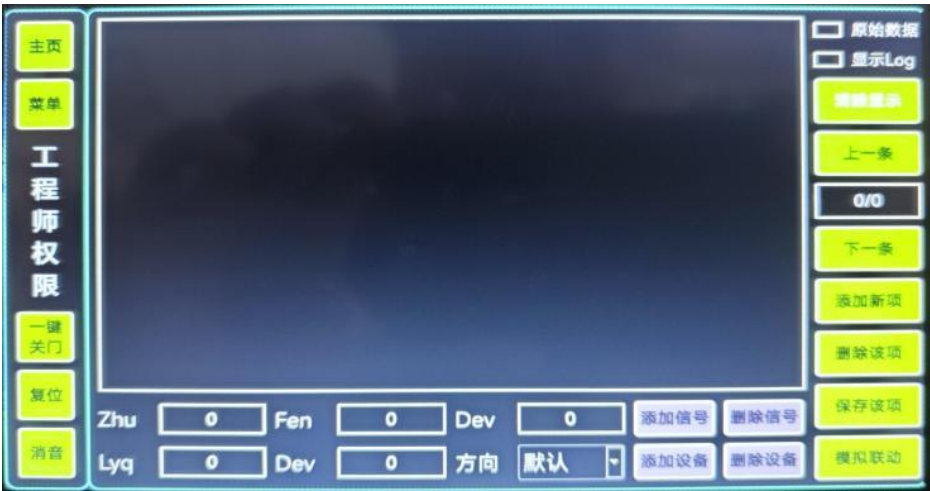 主页
菜单
工程师权限
一键
关门
复位
消音
原始数据
显示Log
清除显示
上一条
0/0
下一条
添加新项
删除该项
保存该项
模拟联动
Zhu 0 Fen 0 Dev 0 添加信号 删除信号
Lyq 0 Dev 0 方向 默认 添加设备 删除设备